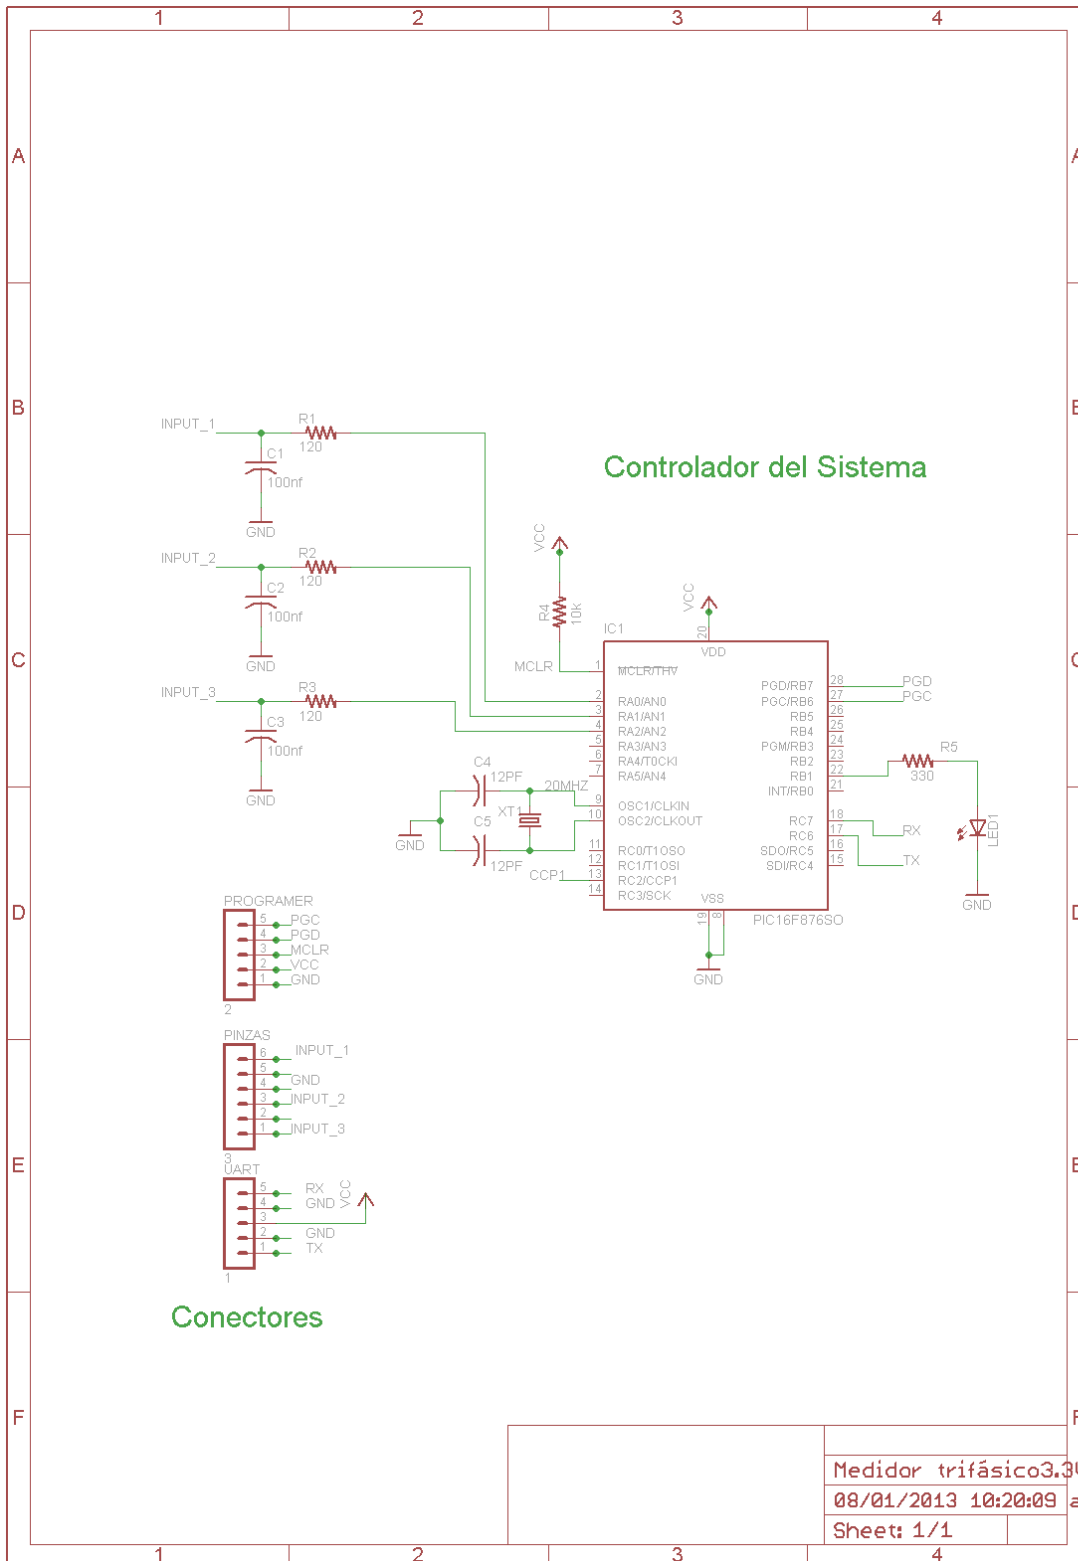 1 2 3 4
A A
B B
C C
D D
E E
F F
1 2 3 4
INPUT_1
R1
120
C1
100nf
GND
INPUT_2
R2
120
C2
100nf
GND
INPUT_3
R3
120
C3
100nf
GND
Controlador del Sistema
VCC
R4
10k
MCLR
VCC
IC1
20
VDD
1 MCLR/THV
2 RA0/AN0
3 RA1/AN1
4 RA2/AN2
5 RA3/AN3
6 RA4/T0CKI
7 RA5/AN4
9 OSC1/CLKIN
10 OSC2/CLKOUT
11 RC0/T1OSO
12 RC1/T1OSI
13 RC2/CCP1
14 RC3/SCK
PGD/RB7 28 PGD
PGC/RB6 27 PGC
RB5 26
RB4 25
PGM/RB3 24
RB2 23
RB1 22
INT/RB0 21
RC7 18 RX
RC6 17 TX
SDO/RC5 16
SDI/RC4 15
VSS
19 8
PIC16F876SO
GND
C4
12PF
20MHZ
XT1
C5
12PF
GND
CCP1
R5
330
LED1
GND
PROGRAMER
5 PGC
4 PGD
3 MCLR
2 VCC
1 GND
2
PINZAS
6 INPUT_1
5
4 GND
3 INPUT_2
2
1 INPUT_3
3
UART
5 RX
4 GND
3 VCC
2 GND
1 TX
1
Conectores
Medidor trifásico3.3
08/01/2013 10:20:09 a
Sheet: 1/1